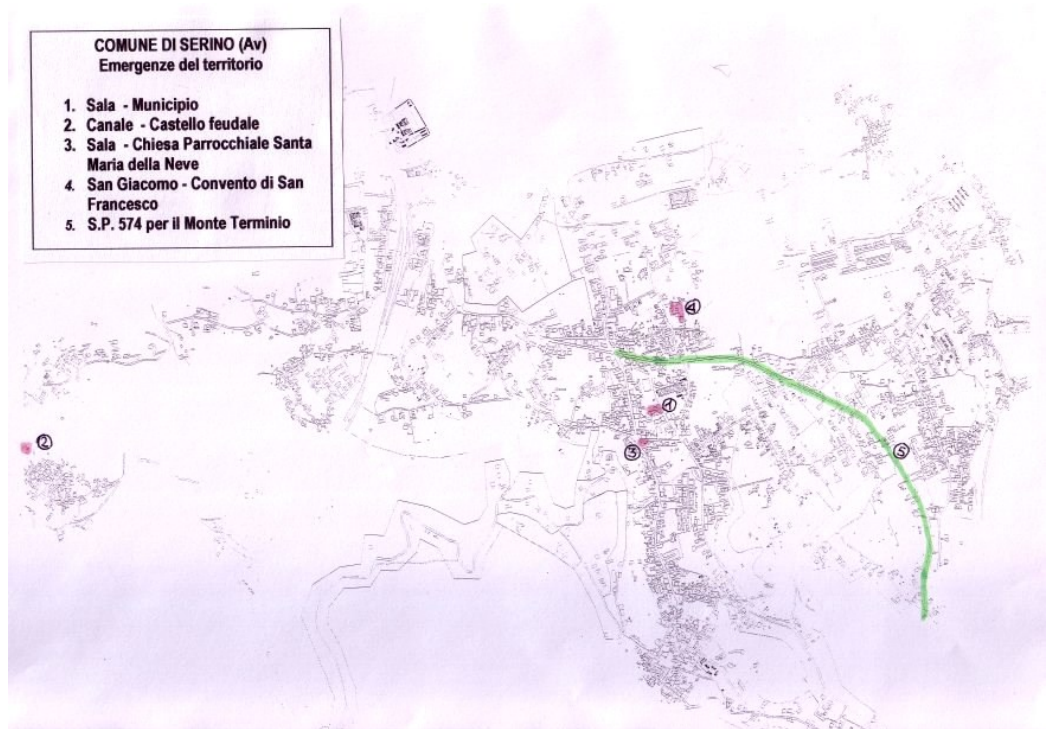 COMUNE DI SERINO (Av)
Emergenze del territorio
1. Sala - Municipio
2. Canale - Castello feudale
3. Sala - Chiesa Parrocchiale Santa
Maria della Neve
4. San Giacomo - Convento di San
Francesco
5. S.P. 574 per il Monte Terminio
4
1
2
3
5